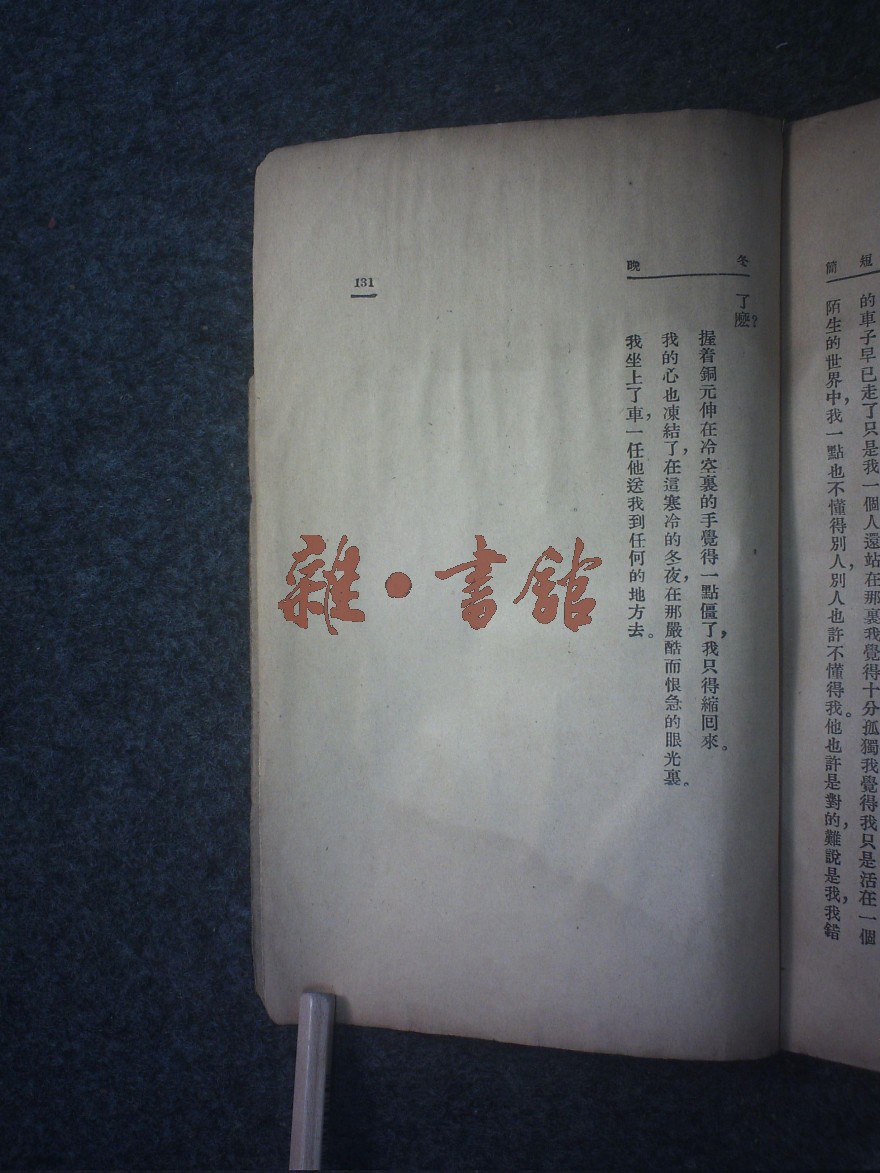 短簡
的車子早已走了只是我一個人還站在那裏我覺得十分孤獨我覺得我只是活在一個
陌生的世界中，我一點也不懂得別人，別人也許不懂得我。他也許是對的，難說是我，我錯
冬晚
了麼？
握着銅元伸在冷空裏的手覺得一點僵了，我只得縮回來。
我的心也凍結了，在這寒冷的冬夜，在那嚴酷而恨急的眼光裏。
我坐上了車，一任他送我到任何的地方去。
131
雜·書館